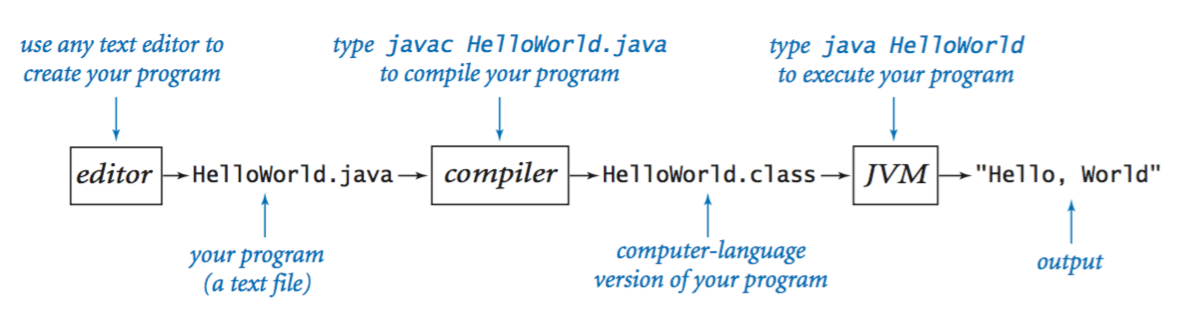 use any text editor to
create your program
type javac HelloWorld.java
to compile your program
type java HelloWorld
to execute your program
editor
HelloWorld.java
compiler
HelloWorld.class
JVM
"Hello, World"
your program
(a text file)
computer-language
version of your program
output